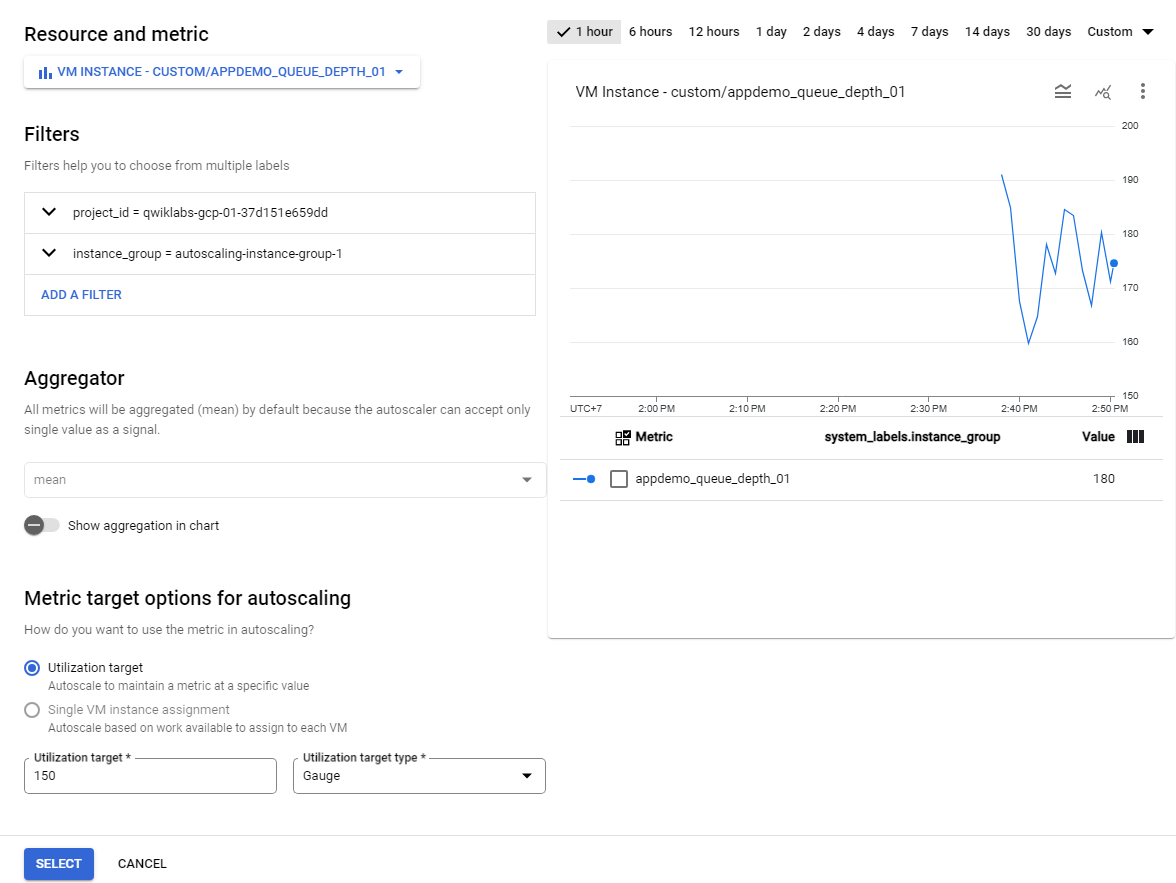 Resource and metric
VM INSTANCE - CUSTOM/APPDEMO_QUEUE_DEPTH_01
Filters
Filters help you to choose from multiple labels
project_id = qwiklabs-gcp-01-37d151e659dd
instance_group = autoscaling-instance-group-1
ADD A FILTER
Aggregator
All metrics will be aggregated (mean) by default because the autoscaler can accept only
single value as a signal.
mean
Show aggregation in chart
Metric target options for autoscaling
How do you want to use the metric in autoscaling?
Utilization target
Autoscale to maintain a metric at a specific value
Single VM instance assignment
Autoscale based on work available to assign to each VM
Utilization target *
150
Utilization target type *
Gauge
SELECT
CANCEL
1 hour 6 hours 12 hours 1 day 2 days 4 days 7 days 14 days 30 days Custom
VM Instance - custom/appdemo_queue_depth_01
200
190
180
170
160
150
UTC+7 2:00 PM 2:10 PM 2:20 PM 2:30 PM 2:40 PM 2:50 PM
Metric system_labels.instance_group Value
appdemo_queue_depth_01 180